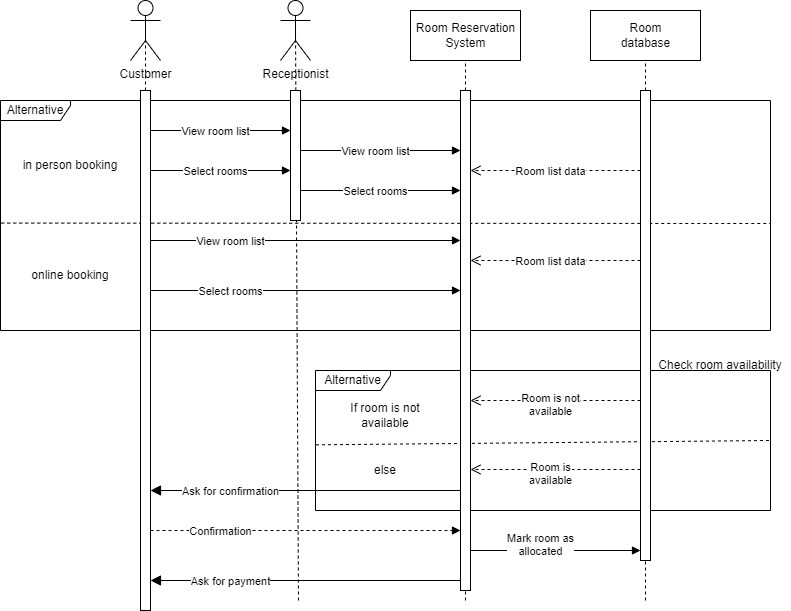 Room Reservation
System
Room
database
Customer
Receptionist
Alternative
View room list
View room list
in person booking
Select rooms
Room list data
Select rooms
View room list
Room list data
online booking
Select rooms
Check room availability
Alternative
Room is not
available
If room is not
available
else
Room is
available
Ask for confirmation
Confirmation
Mark room as
allocated
Ask for payment